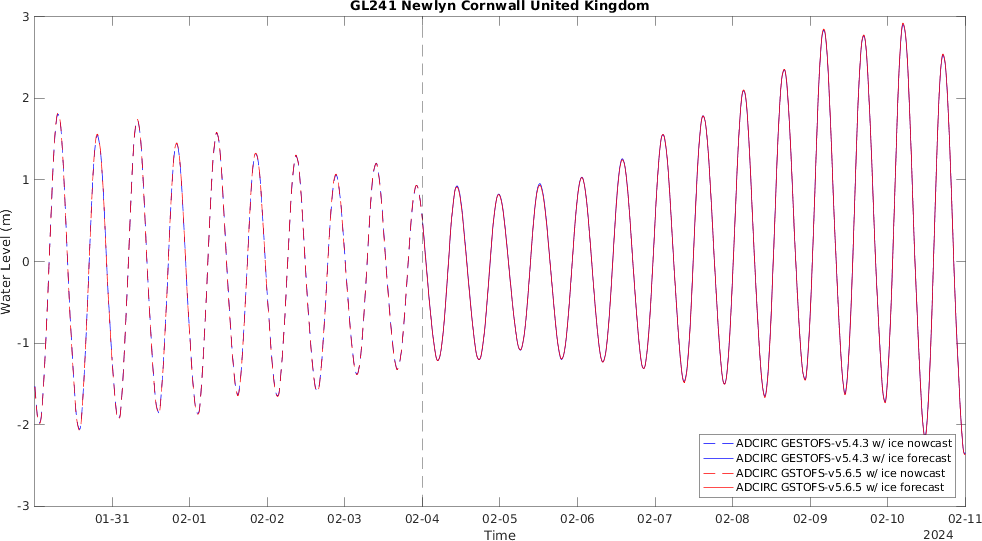 GL241 Newlyn Cornwall United Kingdom
3
2
1
0
-1
-2
-3
Water Level (m)
ADCIRC GESTOFS-v5.4.3 w/ ice nowcast
ADCIRC GESTOFS-v5.4.3 w/ ice forecast
ADCIRC GSTOFS-v5.6.5 w/ ice nowcast
ADCIRC GSTOFS-v5.6.5 w/ ice forecast
01-31 02-01 02-02 02-03 02-04 02-05 02-06 02-07 02-08 02-09 02-10 02-11
Time
2024